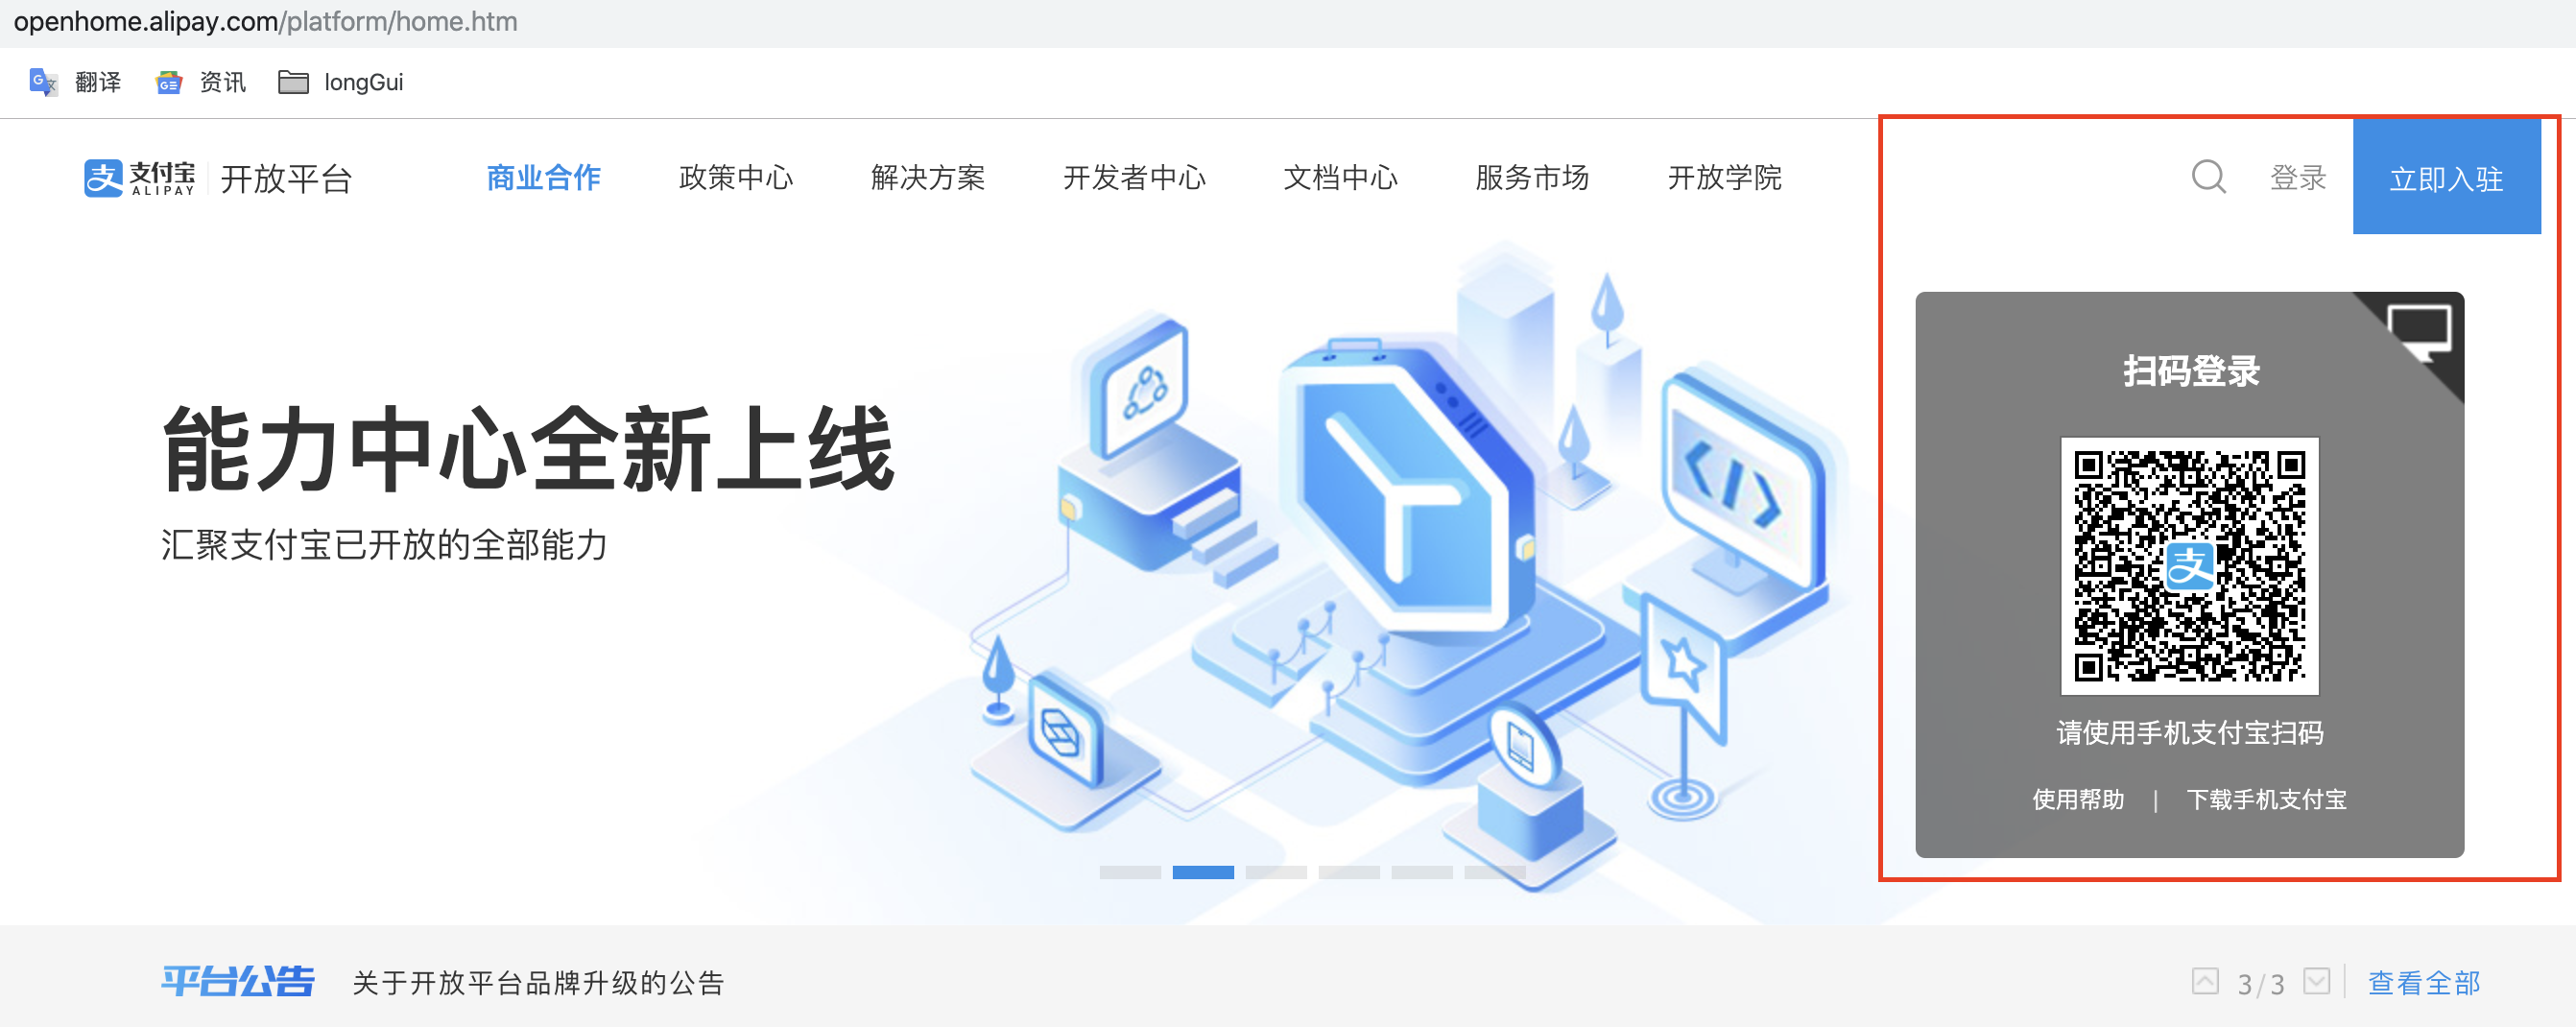 openhome.alipay.com/platform/home.htm
翻译 资讯 longGui
支 支付宝 ALIPAY 开放平台 商业合作 政策中心 解决方案 开发者中心 文档中心 服务市场 开放学院 登录 立即入驻
扫码登录
能力中心全新上线
汇聚支付宝已开放的全部能力
支
请使用手机支付宝扫码
使用帮助 | 下载手机支付宝
平台公告 关于开放平台品牌升级的公告 3/3 查看全部